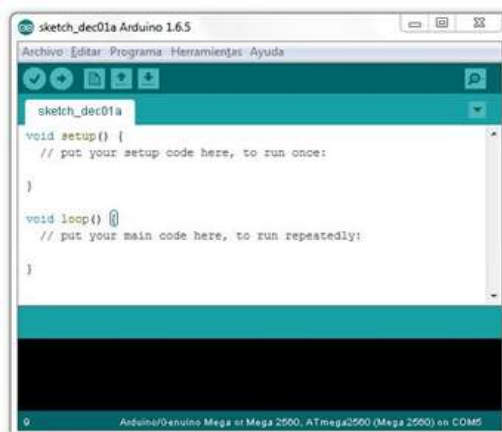 sketch_dec01a Arduino 1.6.5
Archivo Editar Programa Herramientas Ayuda
sketch_dec01a
void setup() {
// put your setup code here, to run once:
}
void loop() {
// put your main code here, to run repeatedly:
}
9
Arduino/Genuino Mega or Mega 2560, ATmega2560 (Mega 2560) on COM5